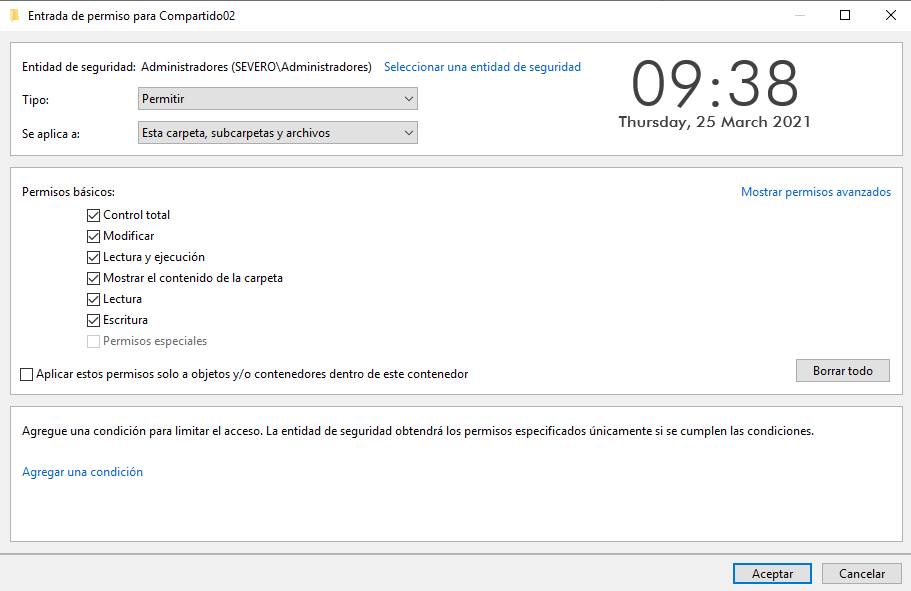 Entrada de permiso para Compartido02
Entidad de seguridad: Administradores (SEVERO\Administradores) Seleccionar una entidad de seguridad
09:38
Thursday, 25 March 2021
Tipo: Permitir
Se aplica a: Esta carpeta, subcarpetas y archivos
Permisos básicos: Mostrar permisos avanzados
Control total
Modificar
Lectura y ejecución
Mostrar el contenido de la carpeta
Lectura
Escritura
Permisos especiales
Aplicar estos permisos solo a objetos y/o contenedores dentro de este contenedor
Borrar todo
Agregue una condición para limitar el acceso. La entidad de seguridad obtendrá los permisos especificados únicamente si se cumplen las condiciones.
Agregar una condición
Aceptar Cancelar